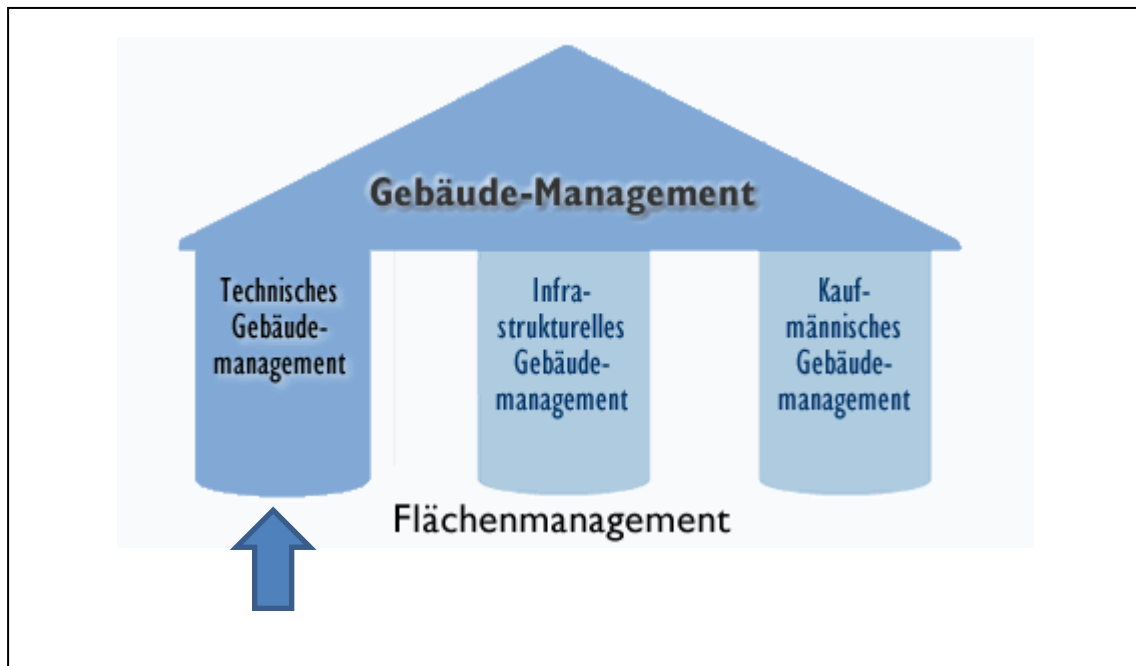 Gebäude-Management
Technisches
Gebäude-
management
Infra-
strukturelles
Gebäude-
management
Kauf-
männisches
Gebäude-
management
Flächenmanagement